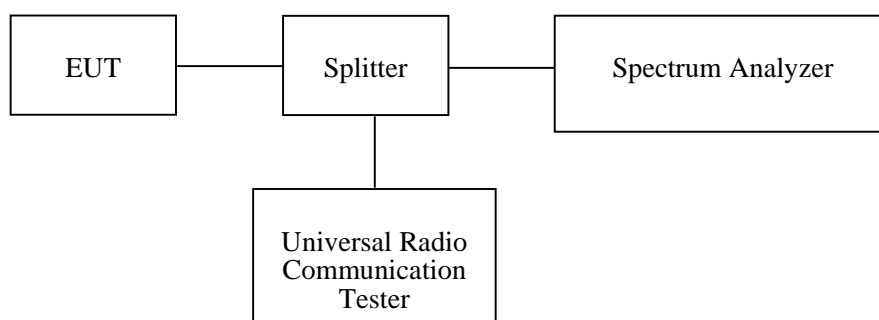 EUT
Splitter
Spectrum Analyzer
Universal Radio
Communication
Tester